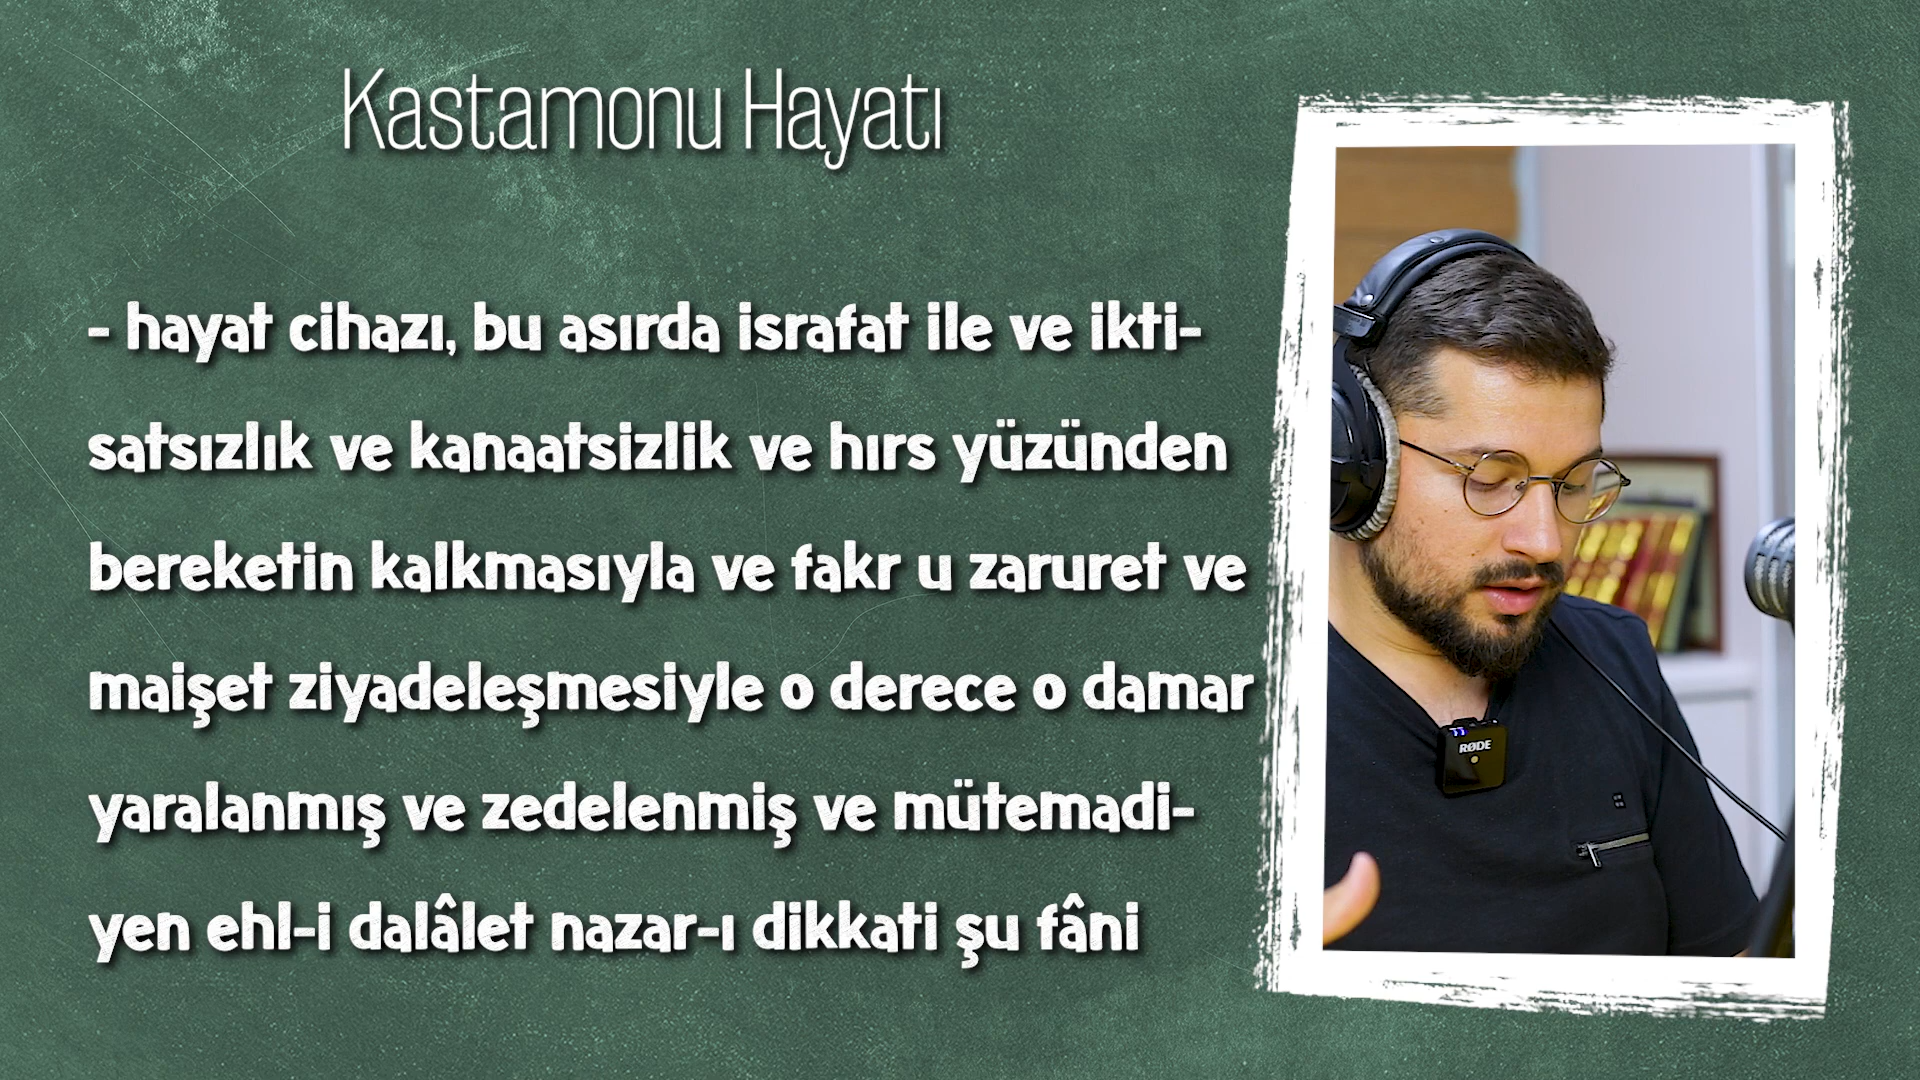 Kastamonu Hayatı
- hayat cihazı, bu asırda israfat ile ve ikti-
satsızlık ve kanaatsizlik ve hırs yüzünden
bereketin kalkmasıyla ve fakr u zaruret ve
maişet ziyadeleşmesiyle o derece o damar
yaralanmış ve zedelenmiş ve mütemadi-
yen ehl-i dalâlet nazar-ı dikkati şu fâni
RØDE